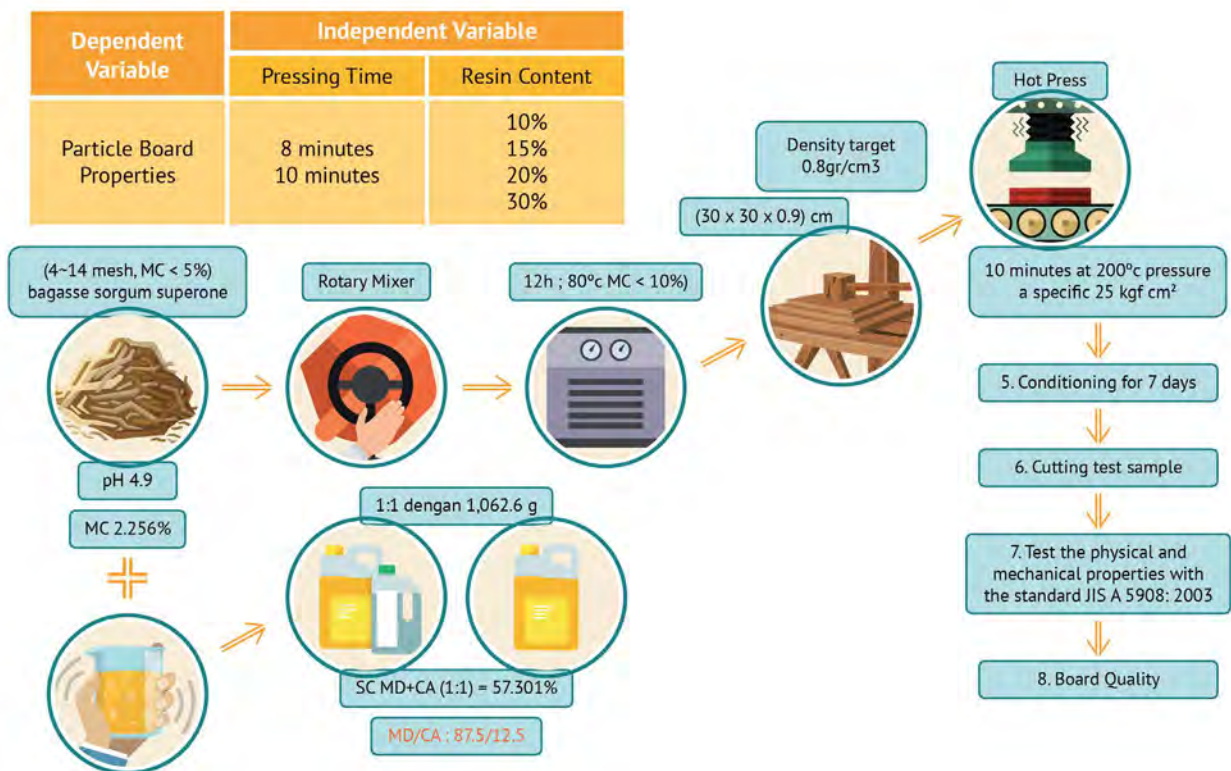 Dependent
Variable
Independent Variable
Pressing Time
Resin Content
Particle Board
Properties
8 minutes
10 minutes
10%
15%
20%
30%
Hot Press
Density target
0.8gr/cm3
(30 x 30 x 0.9) cm
(4~14 mesh, MC < 5%)
bagasse sorgum superone
Rotary Mixer
12h ; 80ºc MC < 10%)
10 minutes at 200ºc pressure
a specific 25 kgf cm²
5. Conditioning for 7 days
6. Cutting test sample
7. Test the physical and
mechanical properties with
the standard JIS A 5908: 2003
8. Board Quality
pH 4.9
MC 2.256%
1:1 dengan 1,062.6 g
SC MD+CA (1:1) = 57.301%
MD/CA : 87.5/12.5